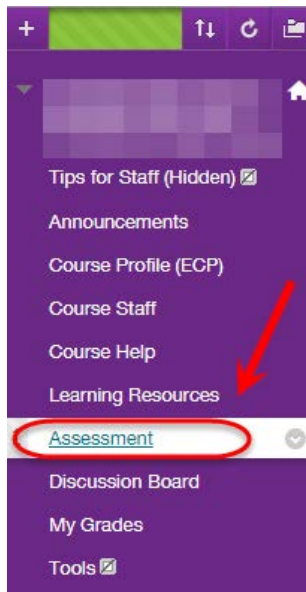 Tips for Staff (Hidden)
Announcements
Course Profile (ECP)
Course Staff
Course Help
Learning Resources
Assessment
Discussion Board
My Grades
Tools